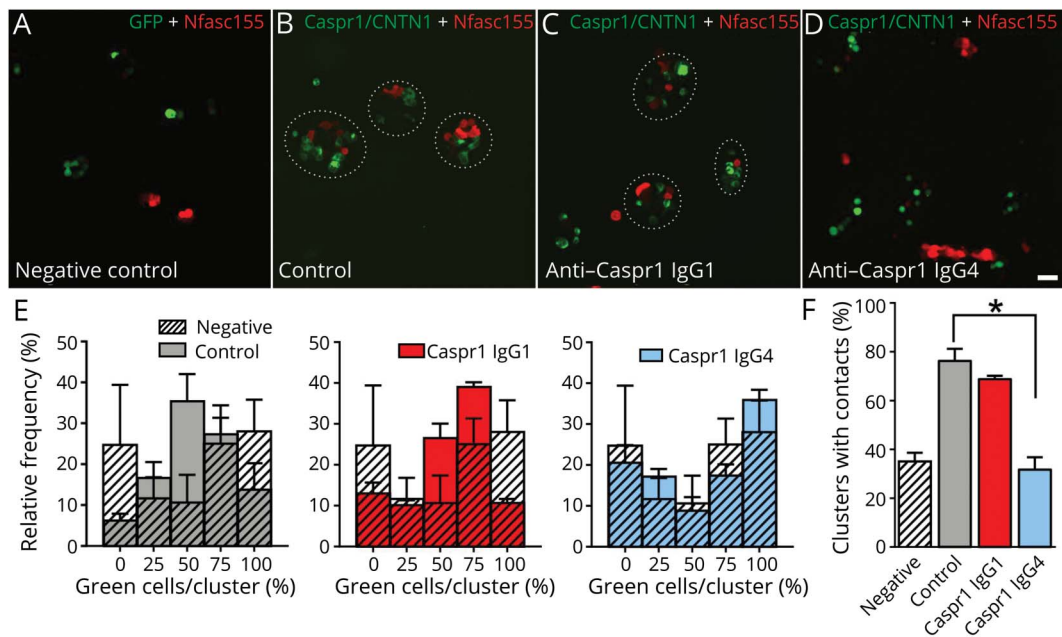 A GFP + Nfasc155
Negative control
B Caspr1/CNTN1 + Nfasc155
Control
C Caspr1/CNTN1 + Nfasc155
Anti–Caspr1 IgG1
D Caspr1/CNTN1 + Nfasc155
Anti–Caspr1 IgG4
E
Relative frequency (%)
50
40
30
20
10
0
Negative
Control
0 25 50 75 100
Green cells/cluster (%)
50
40
30
20
10
0
Caspr1 IgG1
0 25 50 75 100
Green cells/cluster (%)
50
40
30
20
10
0
Caspr1 IgG4
0 25 50 75 100
Green cells/cluster (%)
F
Clusters with contacts (%)
100
80
60
40
20
0
*
Negative
Control
Caspr1 IgG1
Caspr1 IgG4